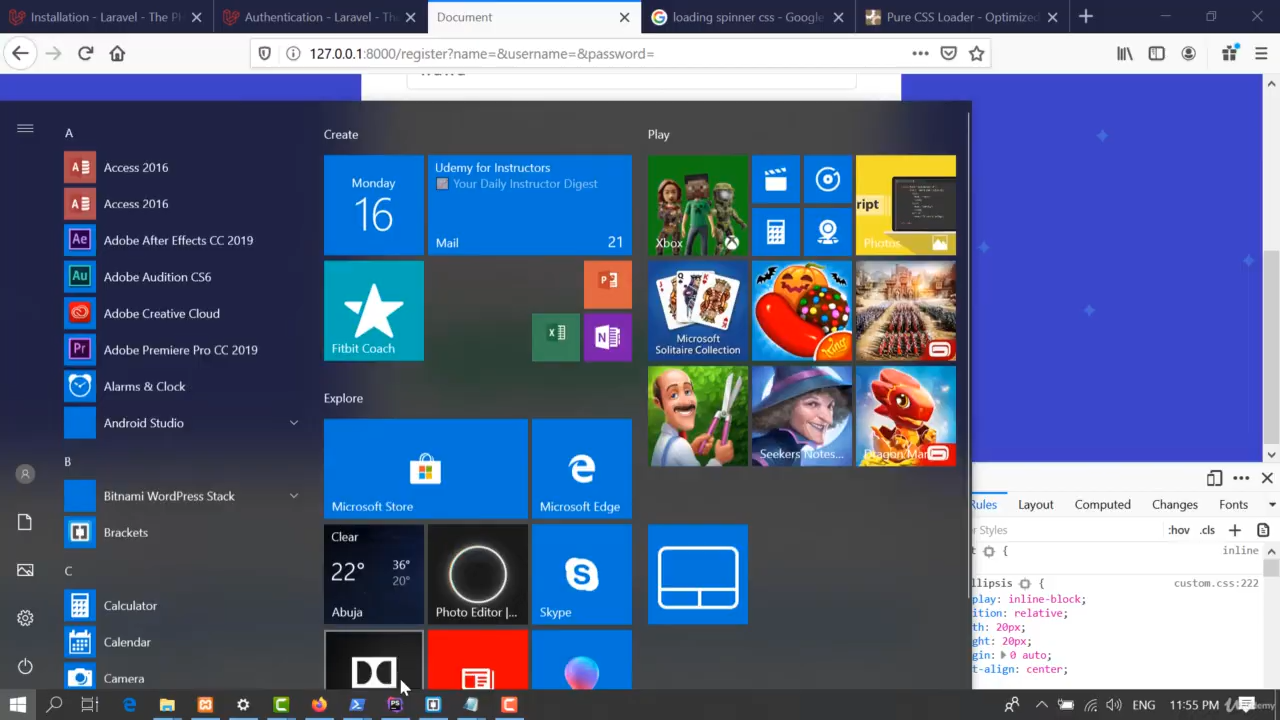 Installation - Laravel - The P
Authentication - Laravel - Th
Document
loading spinner css - Google
Pure CSS Loader - Optimized
127.0.0.1:8000/register?name=&username=&password=
A
Access 2016
Access 2016
Adobe After Effects CC 2019
Adobe Audition CS6
Adobe Creative Cloud
Adobe Premiere Pro CC 2019
Alarms & Clock
Android Studio
B
Bitnami WordPress Stack
Brackets
C
Calculator
Calendar
Camera
Create
Monday
16
Udemy for Instructors
Your Daily Instructor Digest
Mail
21
Fitbit Coach
Explore
Microsoft Store
Microsoft Edge
Clear
22°
36°
20°
Abuja
Photo Editor |...
Skype
Play
Xbox
ript
Photos
Microsoft
Solitaire Collection
King
Seekers Notes...
Dragon Man
Rules
Layout
Computed
Changes
Fonts
r Styles
:hov
.cls
t {
inline
llipsis {
custom.css:222
play: inline-block;
ition: relative;
th: 20px;
ght: 20px;
gin: 0 auto;
t-align: center;
ENG
11:55 PM
Udemy